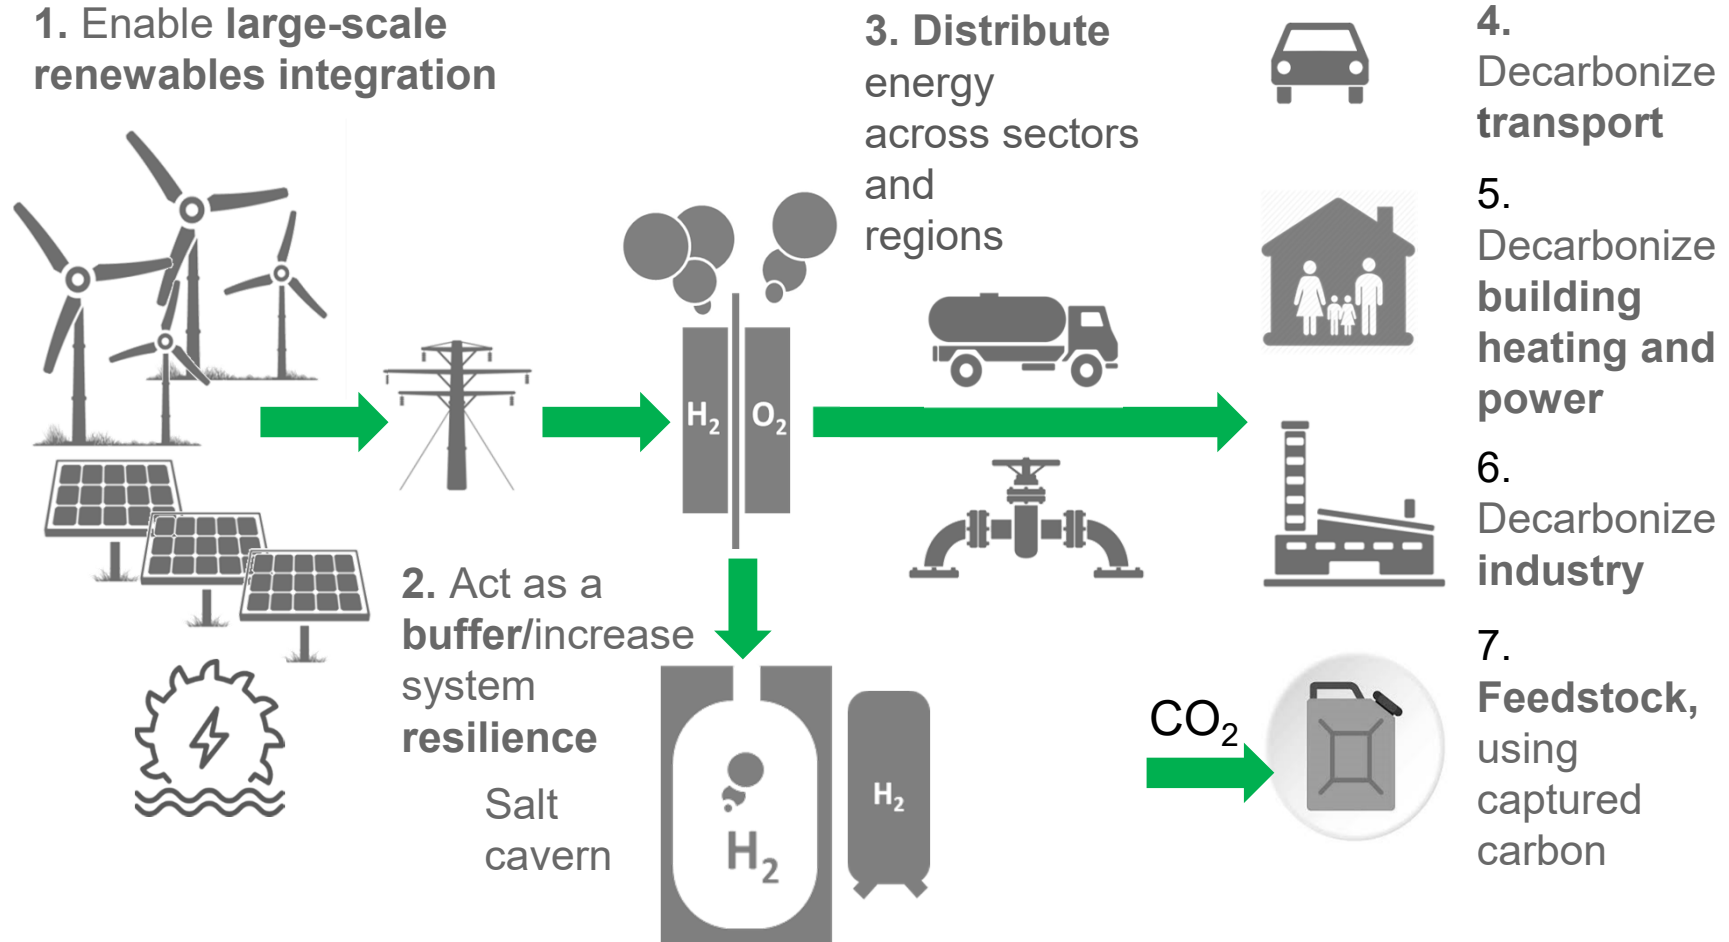 1. Enable large-scale
renewables integration
3. Distribute
energy
across sectors
and
regions
4.
Decarbonize
transport
5.
Decarbonize
building
heating and
power
H₂
O₂
6.
Decarbonize
industry
2. Act as a
buffer/increase
system
resilience
Salt
cavern
H₂
H₂
CO₂
7.
Feedstock,
using
captured
carbon